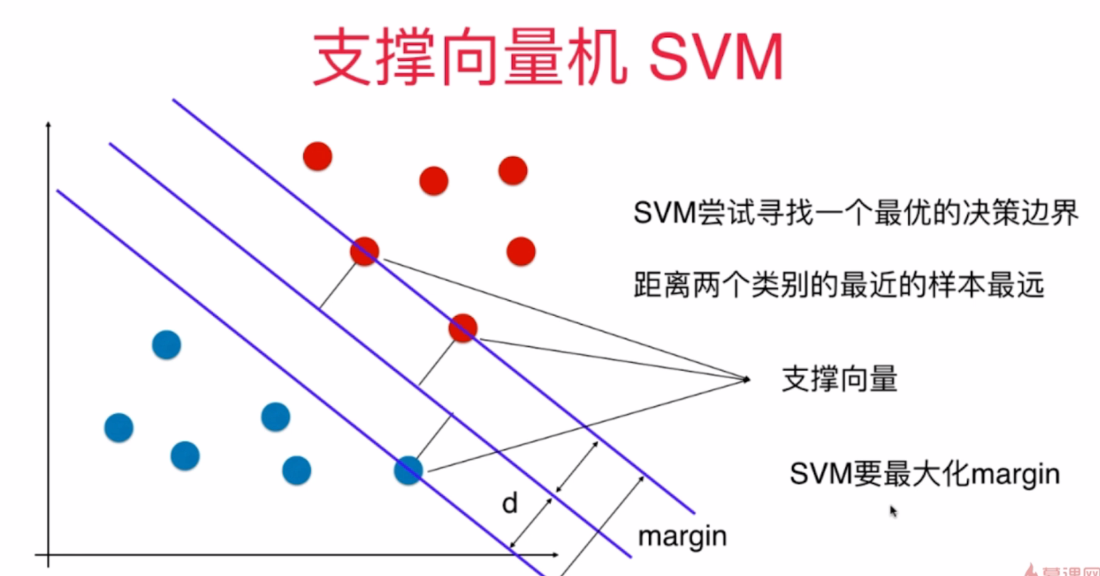 支撑向量机 SVM
SVM尝试寻找一个最优的决策边界
距离两个类别的最近的样本最远
支撑向量
SVM要最大化margin
d
margin
慕课网